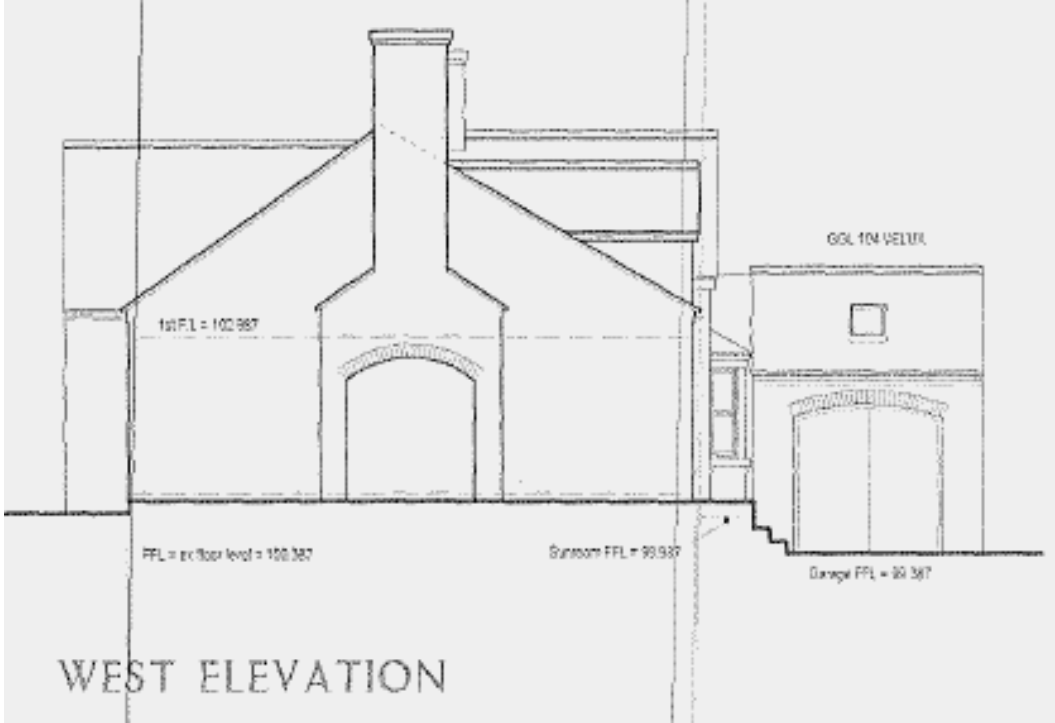 GGL 104 VELUX
1st F.L = 102.987
FFL = ex floor level = 100.387
Sunroom FFL = 99.987
Garage FFL = 99.387
WEST ELEVATION